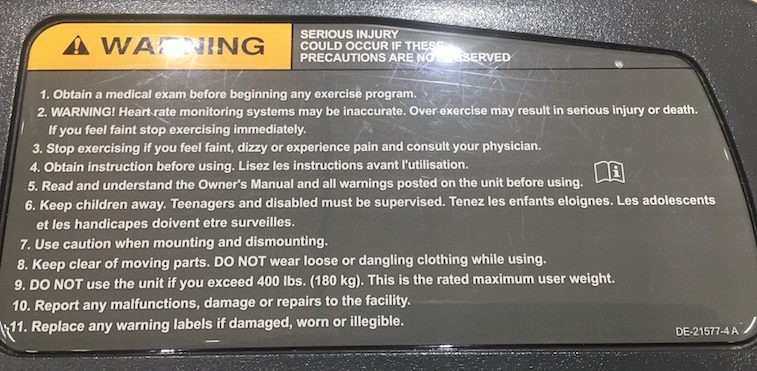 WARNING
SERIOUS INJURY
COULD OCCUR IF THESE
PRECAUTIONS ARE NOT OBSERVED
1. Obtain a medical exam before beginning any exercise program.
2. WARNING! Heart rate monitoring systems may be inaccurate. Over exercise may result in serious injury or death.
If you feel faint stop exercising immediately.
3. Stop exercising if you feel faint, dizzy or experience pain and consult your physician.
4. Obtain instruction before using. Lisez les instructions avant l'utilisation.
5. Read and understand the Owner's Manual and all warnings posted on the unit before using.
6. Keep children away. Teenagers and disabled must be supervised. Tenez les enfants eloignes. Les adolescents
et les handicapes doivent etre surveilles.
7. Use caution when mounting and dismounting.
8. Keep clear of moving parts. DO NOT wear loose or dangling clothing while using.
9. DO NOT use the unit if you exceed 400 lbs. (180 kg). This is the rated maximum user weight.
10. Report any malfunctions, damage or repairs to the facility.
11. Replace any warning labels if damaged, worn or illegible.
DE-21577-4 A